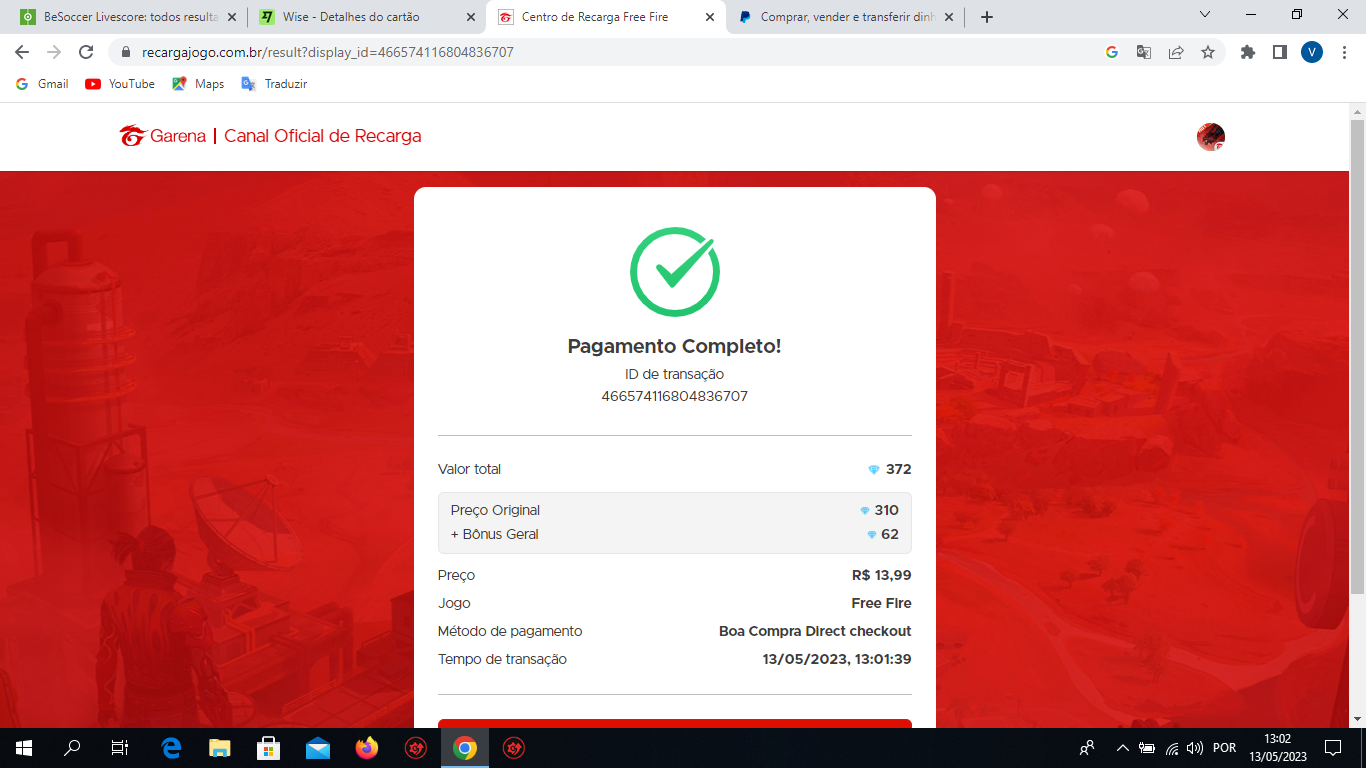 BeSoccer Livescore: todos resulta
Wise - Detalhes do cartão
Centro de Recarga Free Fire
Comprar, vender e transferir dinh
recargajogo.com.br/result?display_id=466574116804836707
V
Gmail
YouTube
Maps
Traduzir
Garena | Canal Oficial de Recarga
Pagamento Completo!
ID de transação
466574116804836707
Valor total 372
Preço Original 310
+ Bônus Geral 62
Preço R$ 13,99
Jogo Free Fire
Método de pagamento Boa Compra Direct checkout
Tempo de transação 13/05/2023, 13:01:39
POR
13:02
13/05/2023